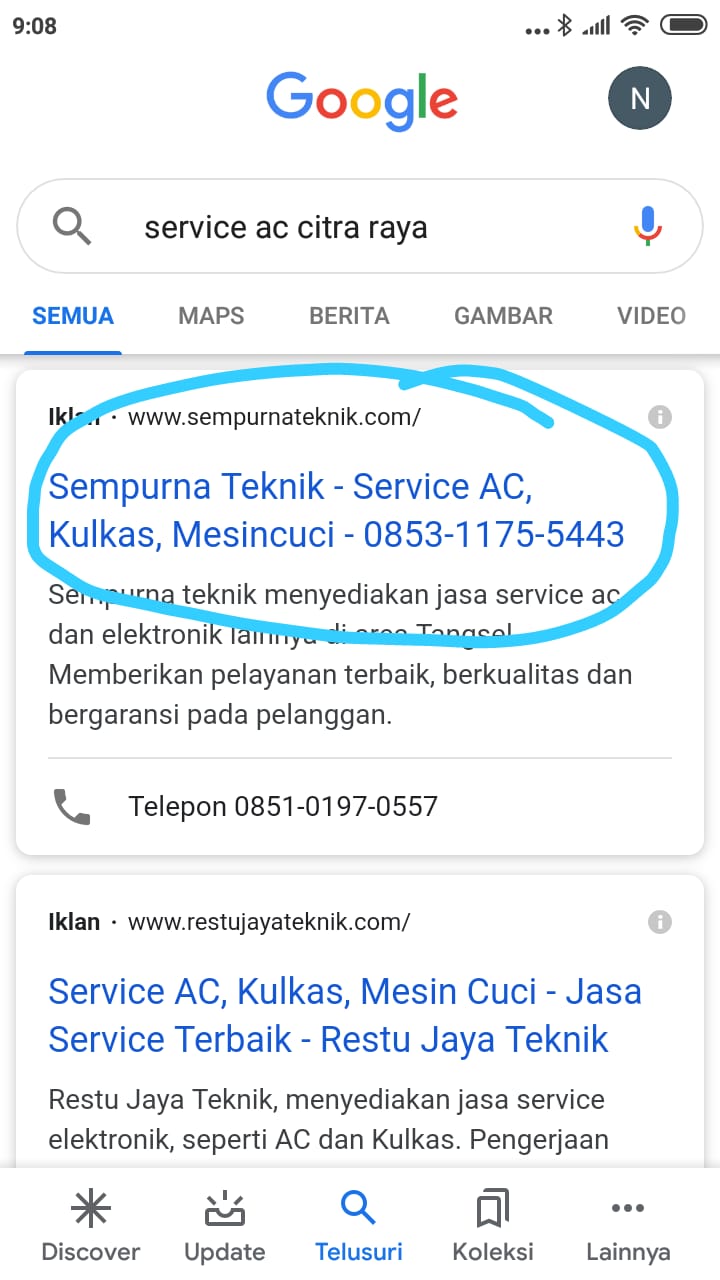 9:08
Google
N
service ac citra raya
SEMUA MAPS BERITA GAMBAR VIDEO
Iklan · www.sempurnateknik.com/
Sempurna Teknik - Service AC,
Kulkas, Mesincuci - 0853-1175-5443
Sempurna teknik menyediakan jasa service ac
dan elektronik lainnya di area Tangsel
Memberikan pelayanan terbaik, berkualitas dan
bergaransi pada pelanggan.
Telepon 0851-0197-0557
Iklan · www.restujayateknik.com/
Service AC, Kulkas, Mesin Cuci - Jasa
Service Terbaik - Restu Jaya Teknik
Restu Jaya Teknik, menyediakan jasa service
elektronik, seperti AC dan Kulkas. Pengerjaan
Discover Update Telusuri Koleksi Lainnya